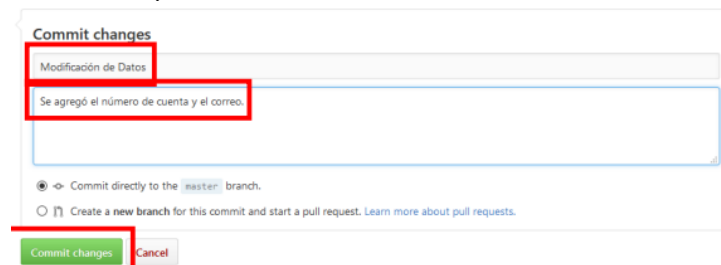 Commit changes
Modificación de Datos
Se agregó el número de cuenta y el correo.
Commit directly to the master branch.
Create a new branch for this commit and start a pull request. Learn more about pull requests.
Commit changes Cancel